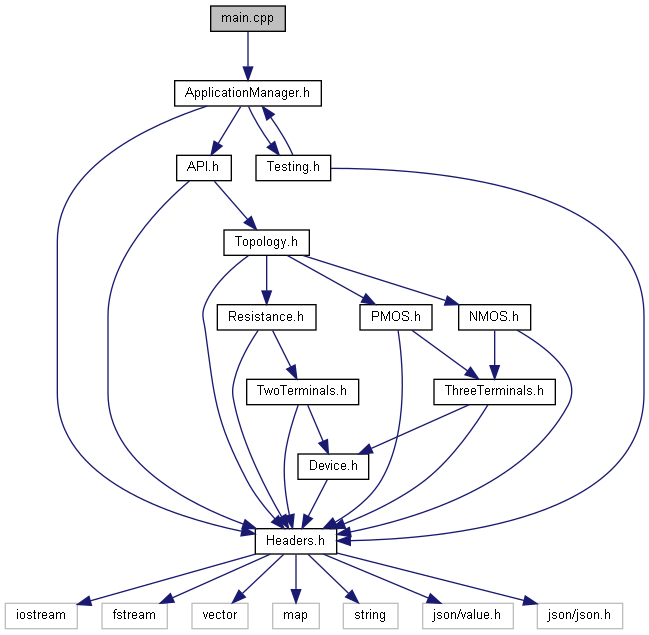 main.cpp
ApplicationManager.h
API.h
Testing.h
Topology.h
Resistance.h
PMOS.h
NMOS.h
TwoTerminals.h
ThreeTerminals.h
Device.h
Headers.h
iostream
fstream
vector
map
string
json/value.h
json/json.h